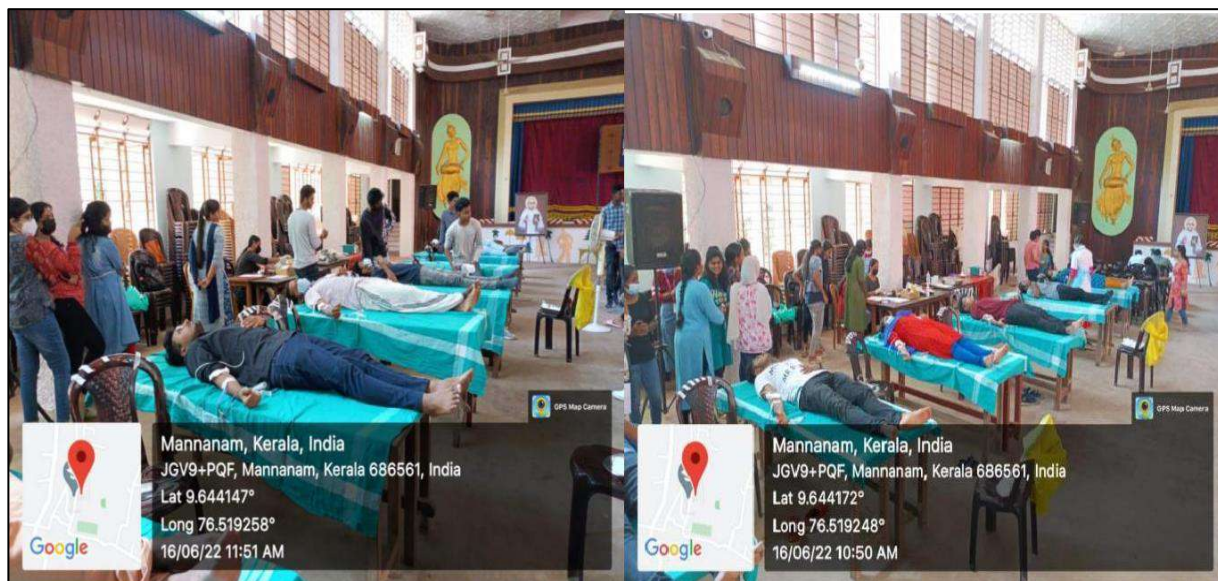 GPS Map Camera
Mannanam, Kerala, India
JGV9+PQF, Mannanam, Kerala 686561, India
Lat 9.644147°
Long 76.519258°
16/06/22 11:51 AM
Google
GPS Map Camera
Mannanam, Kerala, India
JGV9+PQF, Mannanam, Kerala 686561, India
Lat 9.644172°
Long 76.519248°
16/06/22 10:50 AM
Google